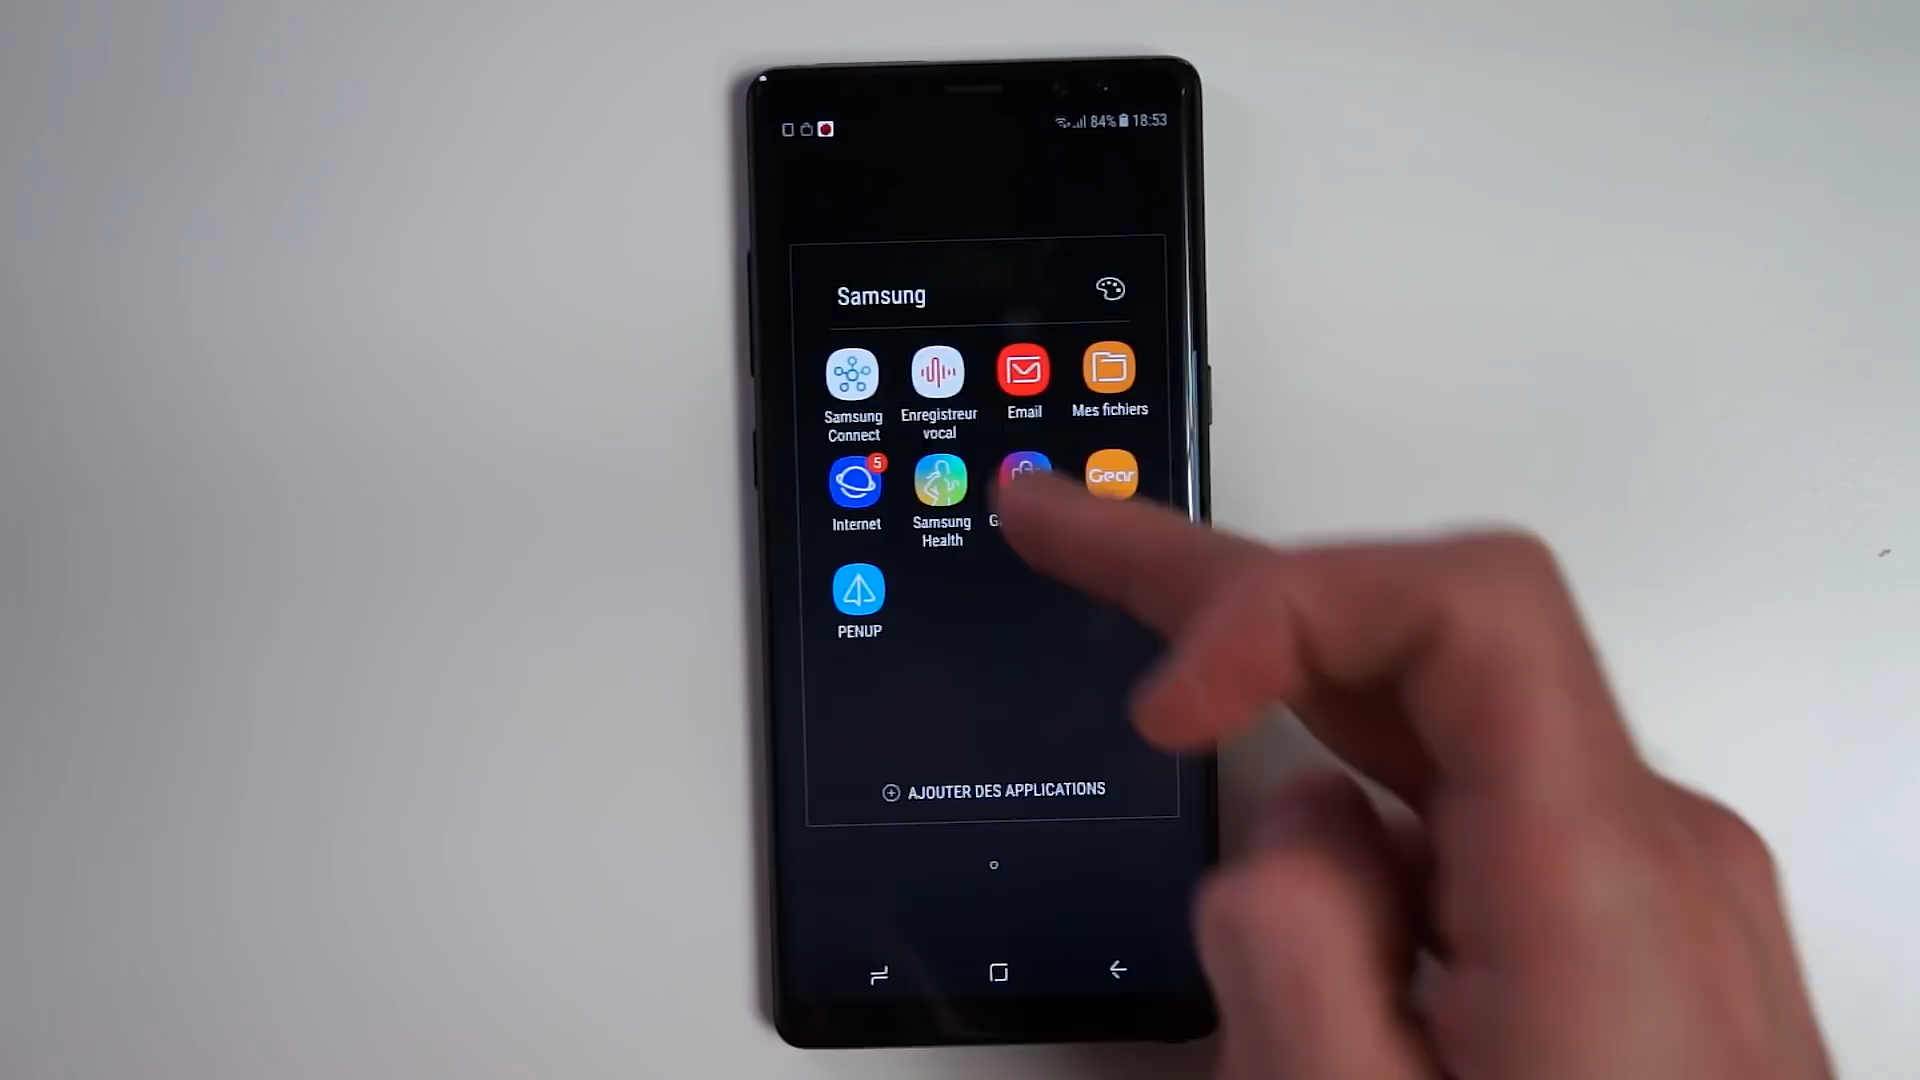 84% 18:53
Samsung
Samsung
Connect
Enregistreur
vocal
Email
Mes fichiers
5
Internet
Samsung
Health
Gear
PENUP
AJOUTER DES APPLICATIONS